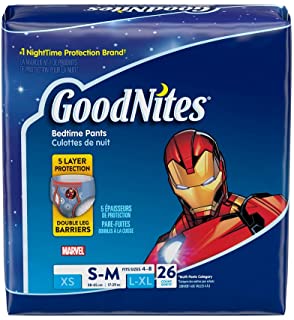 #1 NightTime Protection Brand*
GoodNites
Bedtime Pants
Culottes de nuit
5 LAYER
PROTECTION
DOUBLE LEG
BARRIERS
5 ÉPAISSEURS
DE PROTECTION
PARE-FUITES
DOUBLES À LA CUISSE
MARVEL
XS
S-M
FITS SIZES 4-8
L-XL
26